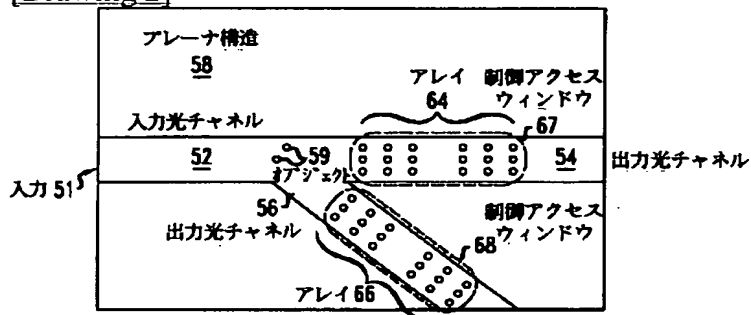 [Drawing 2]
プレーナ構造
58
アレイ
64
制御アクセス
ウィンドウ
67
入力光チャネル
52
59
オブジェクト
54
出力光チャネル
入力 51
56
出力光チャネル
制御アクセス
ウィンドウ
68
アレイ 66